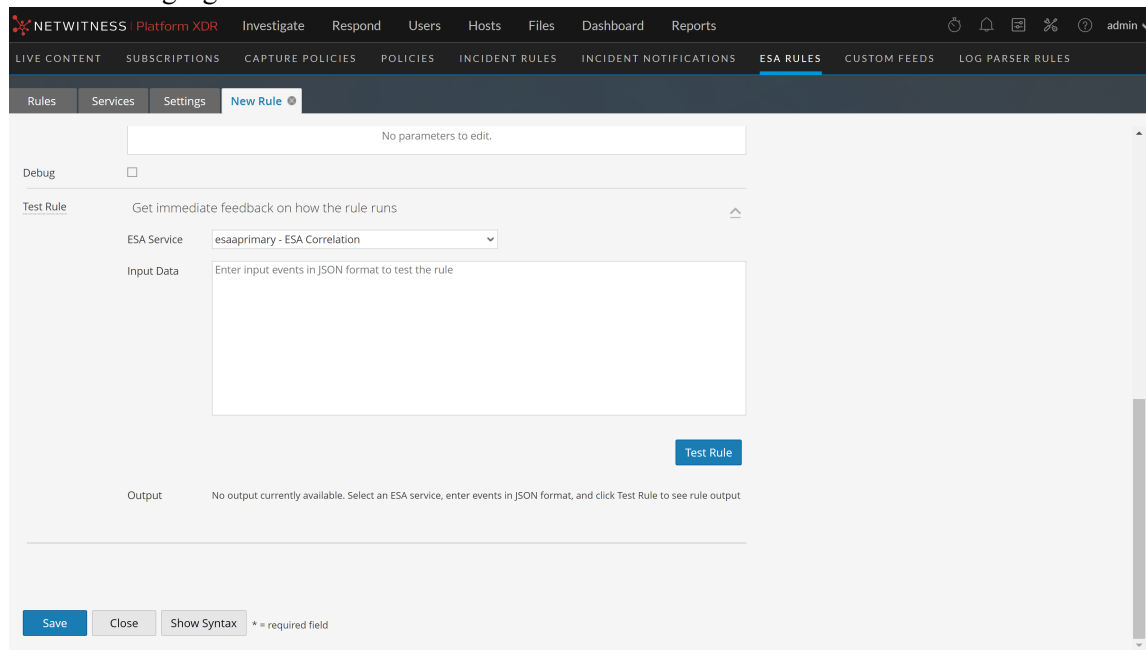 NETWITNESS | Platform XDR Investigate Respond Users Hosts Files Dashboard Reports admin
LIVE CONTENT SUBSCRIPTIONS CAPTURE POLICIES POLICIES INCIDENT RULES INCIDENT NOTIFICATIONS ESA RULES CUSTOM FEEDS LOG PARSER RULES
Rules Services Settings New Rule
No parameters to edit.
Debug
Test Rule Get immediate feedback on how the rule runs
ESA Service esaaprimary - ESA Correlation
Input Data Enter input events in JSON format to test the rule
Test Rule
Output No output currently available. Select an ESA service, enter events in JSON format, and click Test Rule to see rule output
Save Close Show Syntax * = required field